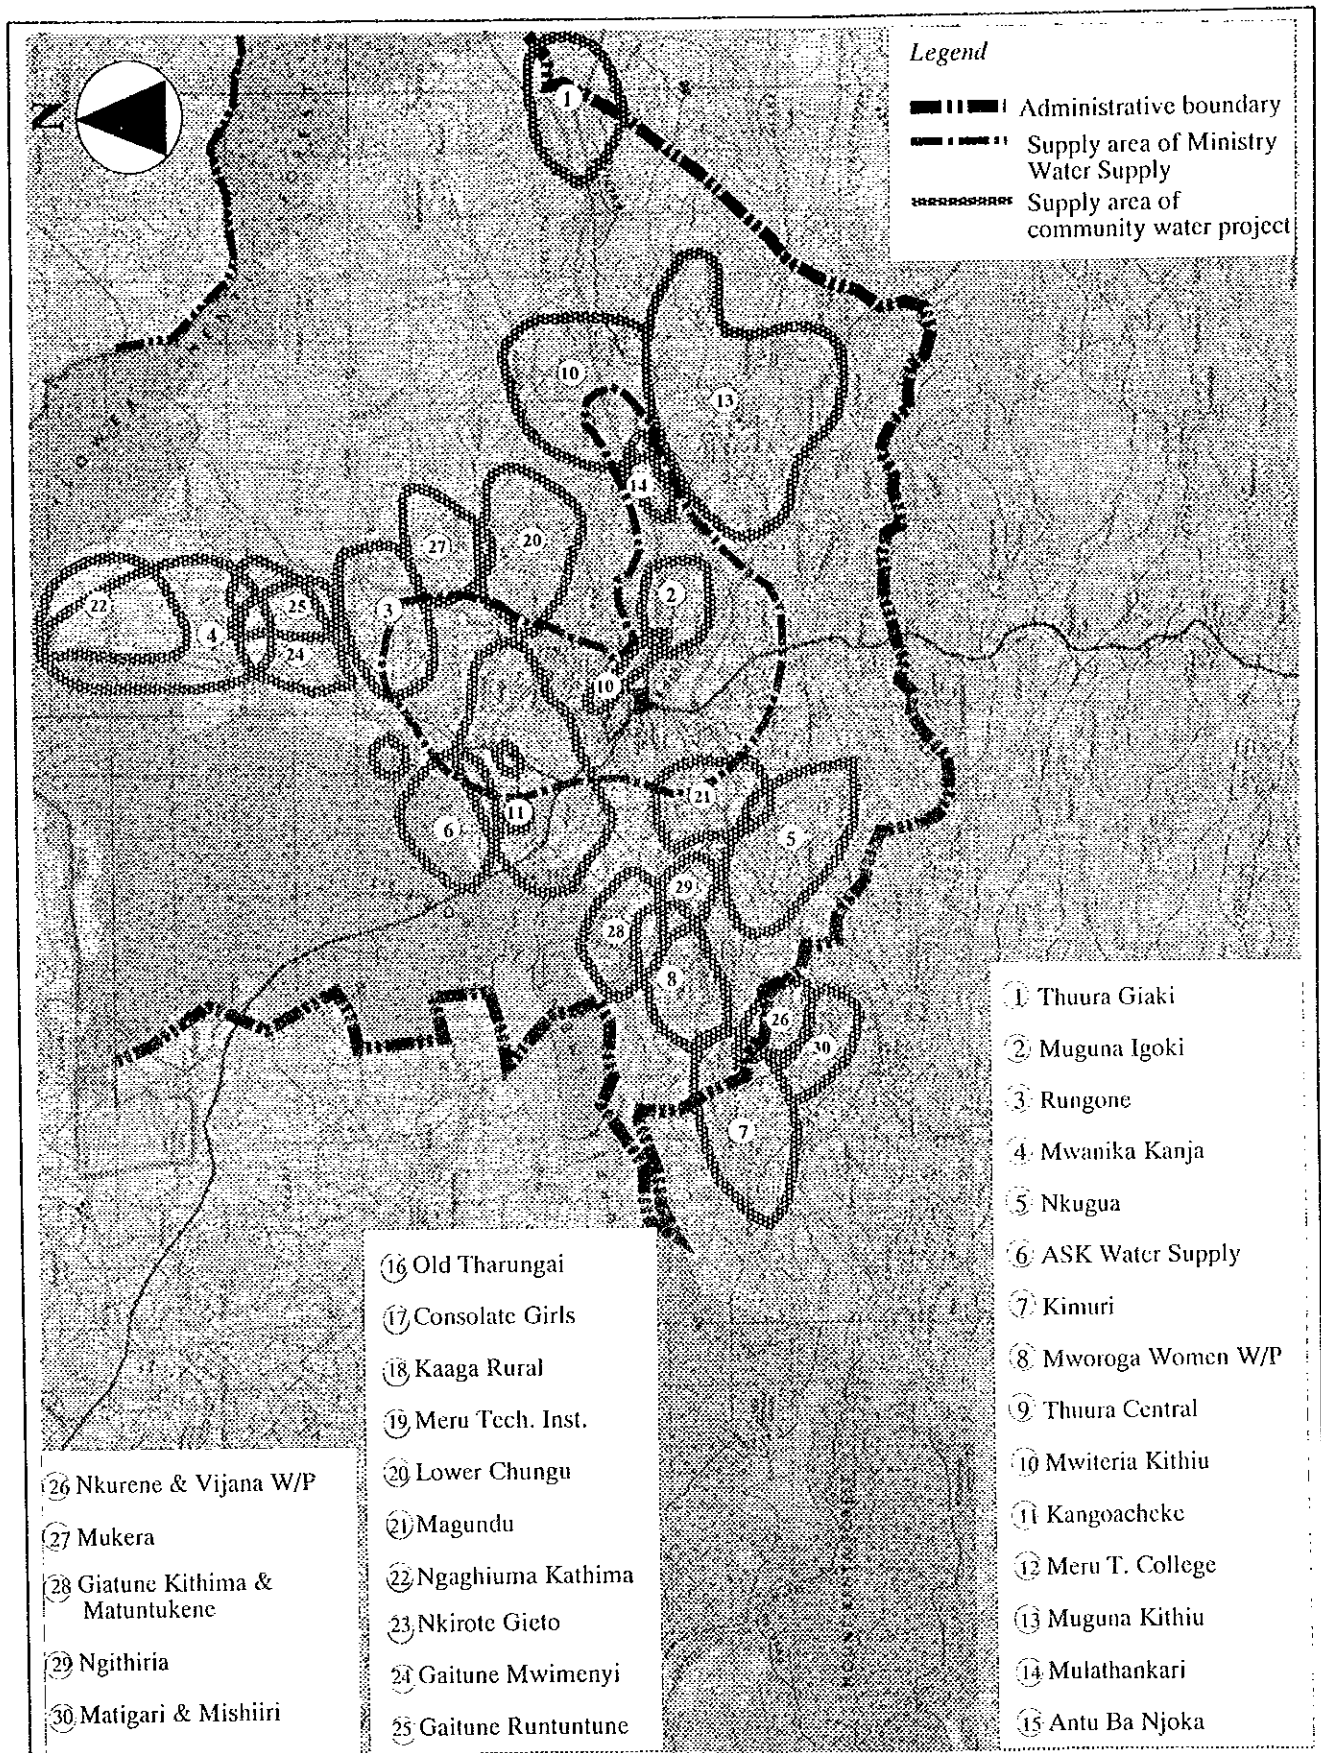 Legend
Administrative boundary
Supply area of Ministry
Water Supply
Supply area of
community water project
N
1
10
13
14
27
20
22
3
25
2
4
24
10
21
11
6
5
29
28
8
26
30
7
1 Thuura Giaki
2 Muguna Igoki
3 Rungone
4 Mwanika Kanja
5 Nkugua
6 ASK Water Supply
7 Kimuri
8 Mworoga Women W/P
9 Thuura Central
10 Mwiteria Kithiu
11 Kangoacheke
12 Meru T. College
13 Muguna Kithiu
14 Mulathankari
15 Antu Ba Njoka
16 Old Tharungai
17 Consolate Girls
18 Kaaga Rural
19 Meru Tech. Inst.
20 Lower Chungu
21 Magundu
22 Ngaghiuma Kathima
23 Nkirote Gieto
24 Gaitune Mwimenyi
25 Gaitune Runtuntune
26 Nkurene & Vijana W/P
27 Mukera
28 Giatune Kithima &
Matuntukene
29 Ngithiria
30 Matigari & Mishiiri